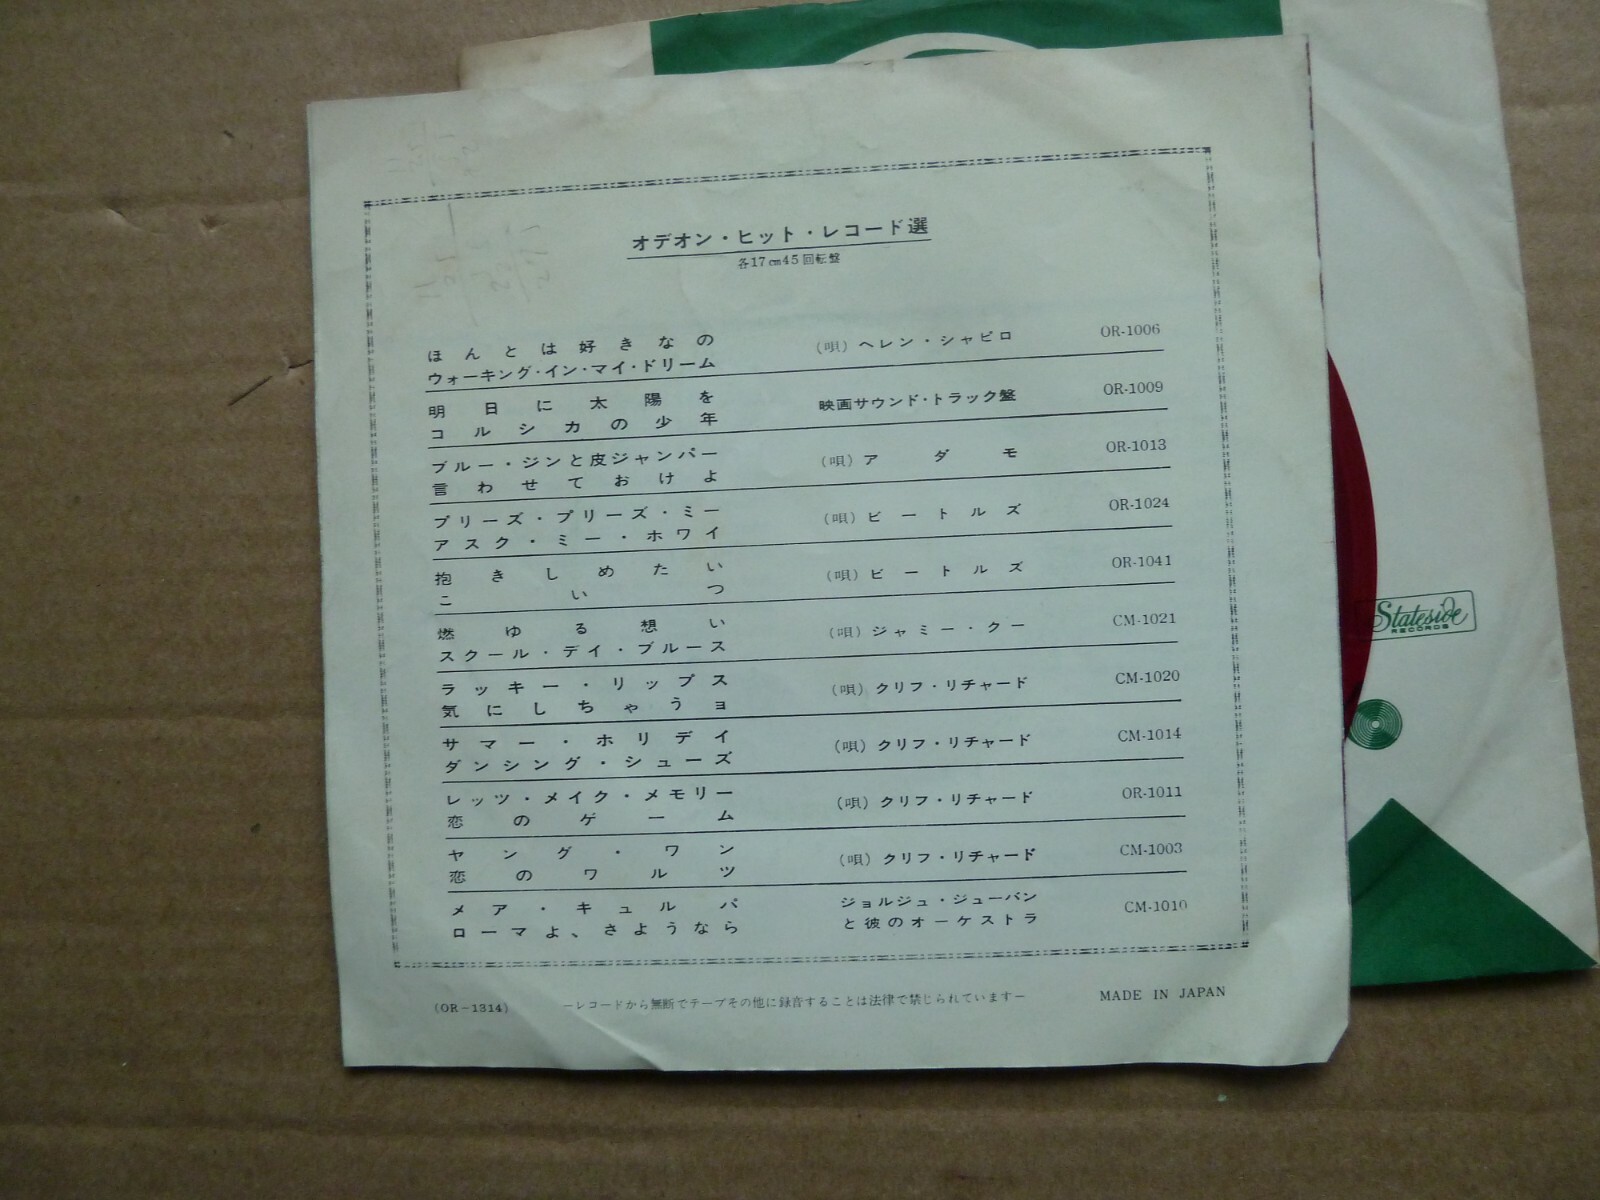 オデオン・ヒット・レコード選
各17㎝45回転盤
ほんとは好きなの
ウォーキング・イン・マイ・ドリーム
(唄) ヘレン・シャピロ
OR-1006
明日に太陽を
コルシカの少年
映画サウンド・トラック盤
OR-1009
ブルー・ジンと皮ジャンパー
言わせておけよ
(唄) アダモ
OR-1013
プリーズ・プリーズ・ミー
アスク・ミー・ホワイ
(唄) ビートルズ
OR-1024
抱きしめたい
こいつ
(唄) ビートルズ
OR-1041
燃ゆる想い
スクール・デイ・ブルース
(唄) ジャミー・クー
CM-1021
ラッキー・リップス
気にしちゃうョ
(唄) クリフ・リチャード
CM-1020
サマー・ホリデイ
ダンシング・シューズ
(唄) クリフ・リチャード
CM-1014
レッツ・メイク・メモリー
恋のゲーム
(唄) クリフ・リチャード
OR-1011
ヤング・ワン
恋のワルツ
(唄) クリフ・リチャード
CM-1003
メア・キュルパ
ローマよ、さようなら
ジョルジュ・ジューバン
と彼のオーケストラ
CM-1010
(OR-1314)
ーレコードから無断でテープその他に録音することは法律で禁じられていますー
MADE IN JAPAN
Stateside
RECORDS